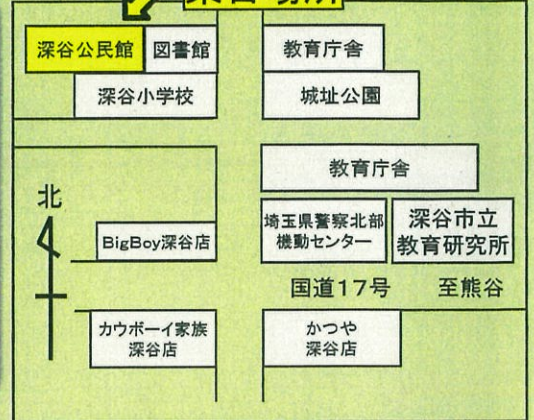 集合場所
深谷公民館 図書館 教育庁舎
深谷小学校 城址公園
教育庁舎
北
埼玉県警察北部
機動センター
深谷市立
教育研究所
BigBoy深谷店
国道17号 至熊谷
カウボーイ家族
深谷店
かつや
深谷店